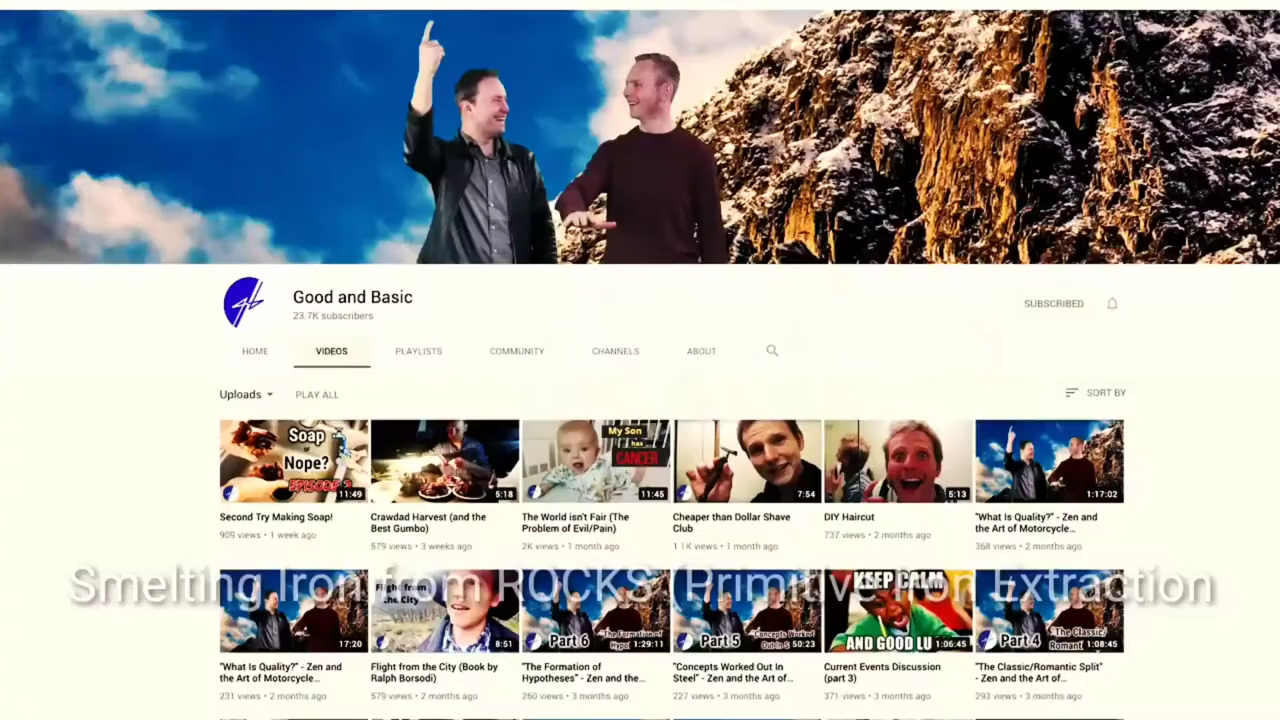 Good and Basic
23.7K subscribers
SUBSCRIBED
HOME
VIDEOS
PLAYLISTS
COMMUNITY
CHANNELS
ABOUT
Uploads
PLAY ALL
SORT BY
Soap
or
Nope?
EPISODE 2
11:49
5:18
My Son
has
CANCER
11:45
7:54
5:13
1:17:02
Second Try Making Soap!
909 views • 1 week ago
Crawdad Harvest (and the
Best Gumbo)
579 views • 3 weeks ago
The World isn't Fair (The
Problem of Evil/Pain)
2K views • 1 month ago
Cheaper than Dollar Shave
Club
1.1K views • 1 month ago
DIY Haircut
737 views • 2 months ago
"What Is Quality?" - Zen and
the Art of Motorcycle...
368 views • 2 months ago
Smelting Iron from ROCKS (Primitive Iron Extraction
17:20
Flight from
the City
8:51
Part 6
"The Formation of
1:29:11
Part 5
"Concepts Worked
Out In S
50:23
KEEP CALM
AND GOOD LU
1:06:45
Part 4
"The Classic/
Romant
1:08:45
"What Is Quality?" - Zen and
the Art of Motorcycle...
231 views • 2 months ago
Flight from the City (Book by
Ralph Borsodi)
579 views • 2 months ago
"The Formation of
Hypotheses" - Zen and the...
260 views • 3 months ago
"Concepts Worked Out In
Steel" - Zen and the Art of...
227 views • 3 months ago
Current Events Discussion
(part 3)
371 views • 3 months ago
"The Classic/Romantic Split"
- Zen and the Art of...
293 views • 3 months ago